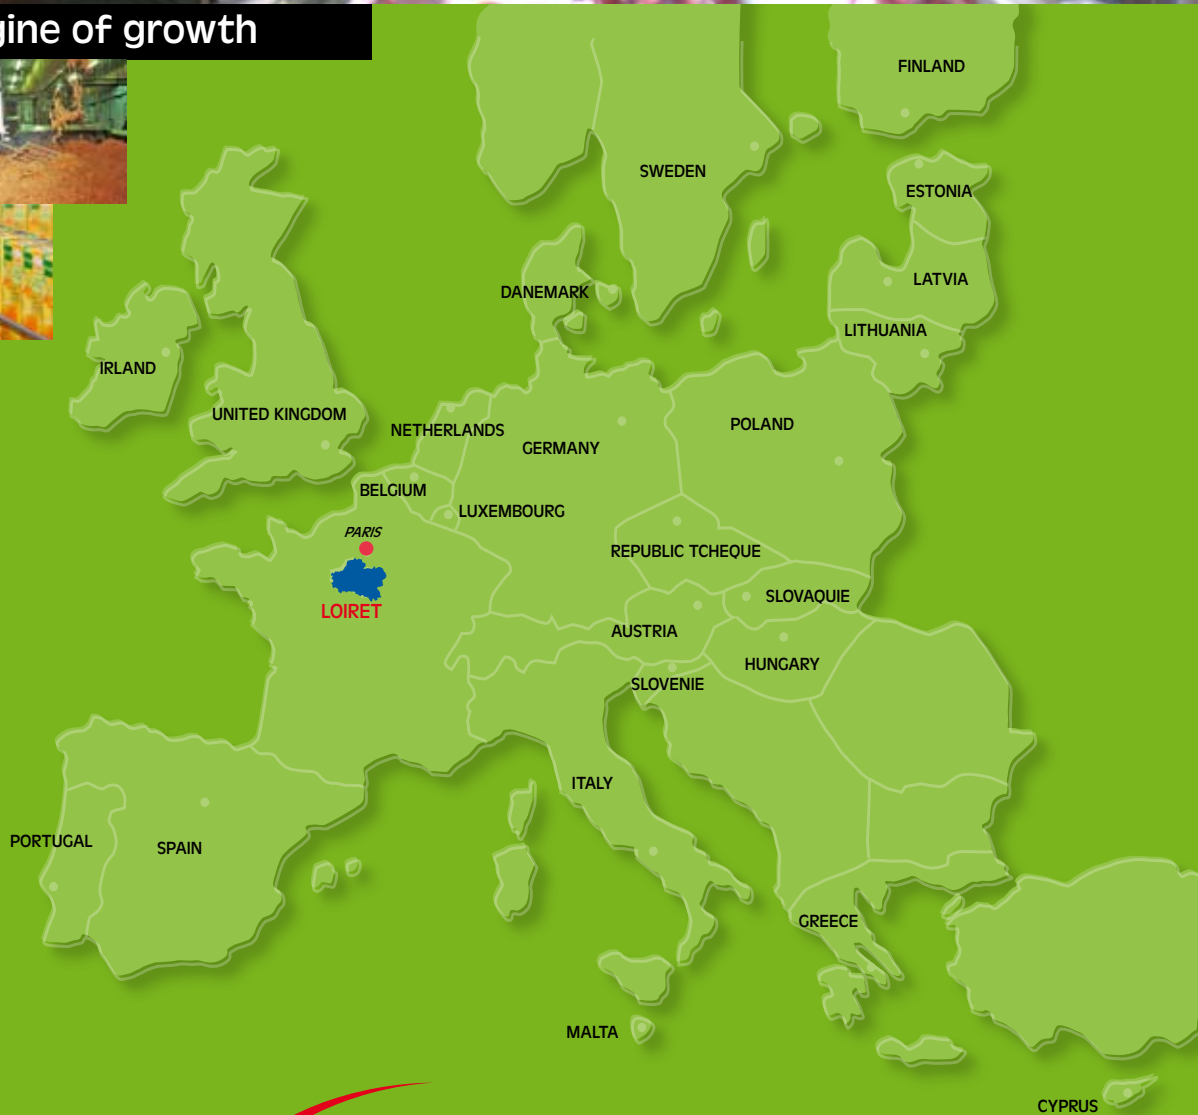 gine of growth
FINLAND
SWEDEN
ESTONIA
LATVIA
DANEMARK
LITHUANIA
IRLAND
UNITED KINGDOM
NETHERLANDS
POLAND
GERMANY
BELGIUM
LUXEMBOURG
PARIS
REPUBLIC TCHEQUE
SLOVAQUIE
LOIRET
AUSTRIA
HUNGARY
SLOVENIE
ITALY
PORTUGAL
SPAIN
GREECE
MALTA
CYPRUS